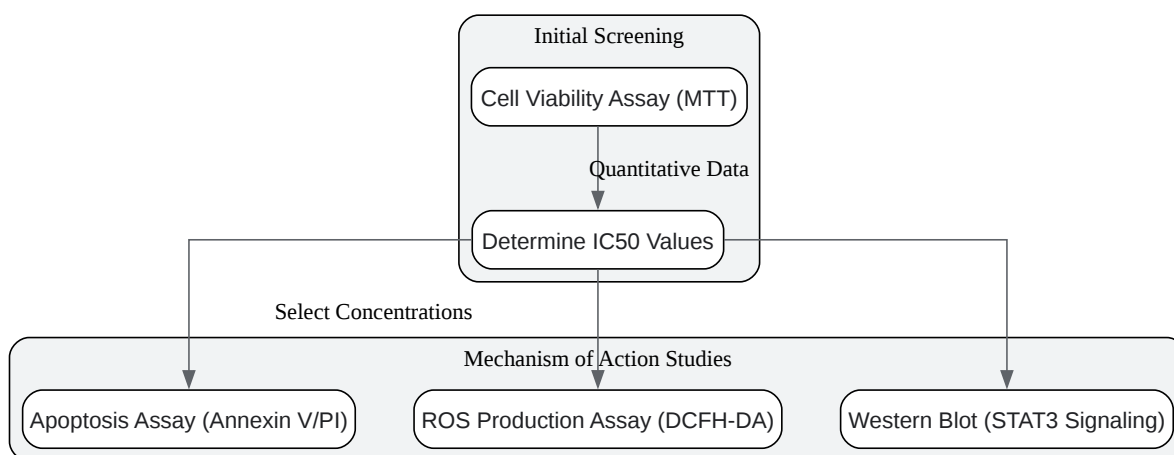 Initial Screening
Cell Viability Assay (MTT)
Quantitative Data
Determine IC50 Values
Select Concentrations
Mechanism of Action Studies
Apoptosis Assay (Annexin V/PI)
ROS Production Assay (DCFH-DA)
Western Blot (STAT3 Signaling)